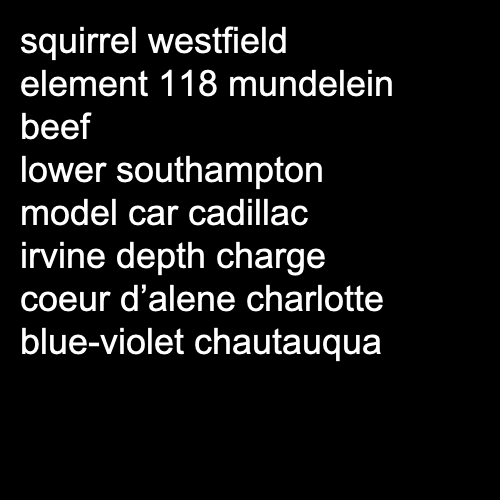 squirrel westfield
element 118 mundelein
beef
lower southampton
model car cadillac
irvine depth charge
coeur d’alene charlotte
blue-violet chautauqua